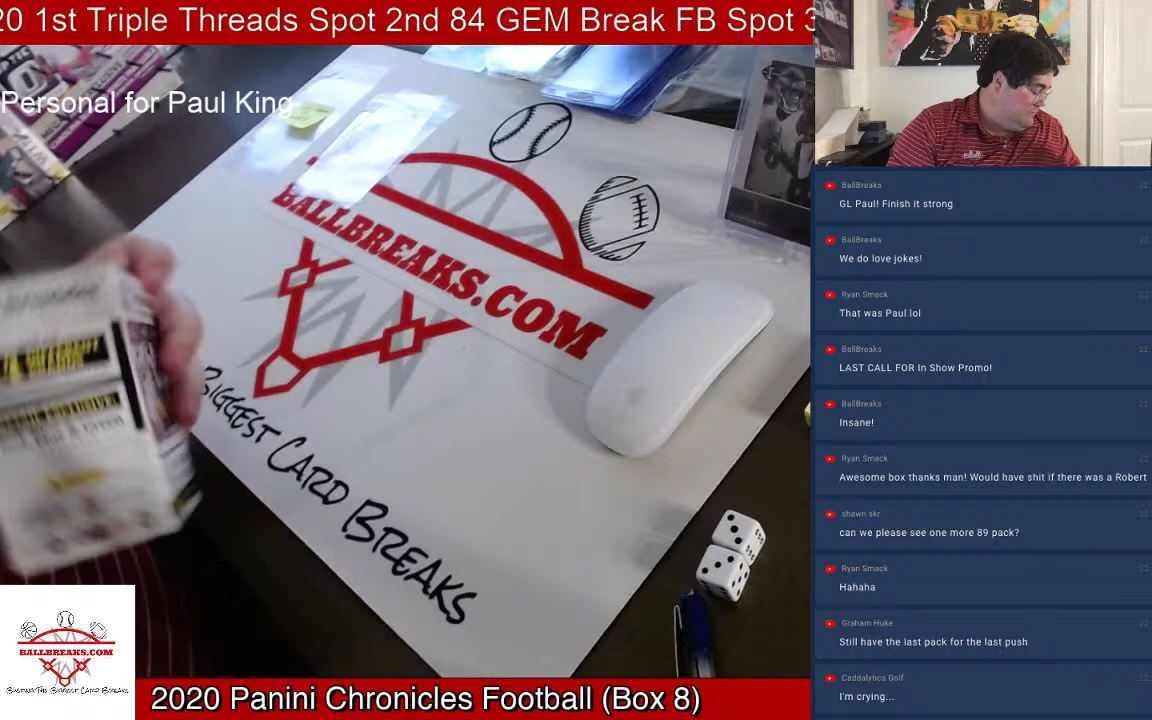 20 1st Triple Threads Spot 2nd 84 GEM Break FB Spot 3
Personal for Paul King
BALLBREAKS.COM
BIGGEST CARD BREAKS
BALLBREAKS.COM
2020 Panini Chronicles Football (Box 8)
BallBreaks
GL Paul! Finish it strong
BallBreaks
We do love jokes!
Ryan Smack
That was Paul lol
BallBreaks
LAST CALL FOR In Show Promo!
BallBreaks
Insane!
Ryan Smack
Awesome box thanks man! Would have shit if there was a Robert
shawn skr
can we please see one more 89 pack?
Ryan Smack
Hahaha
Graham Huke
Still have the last pack for the last push
Caddalytics Golf
I'm crying...